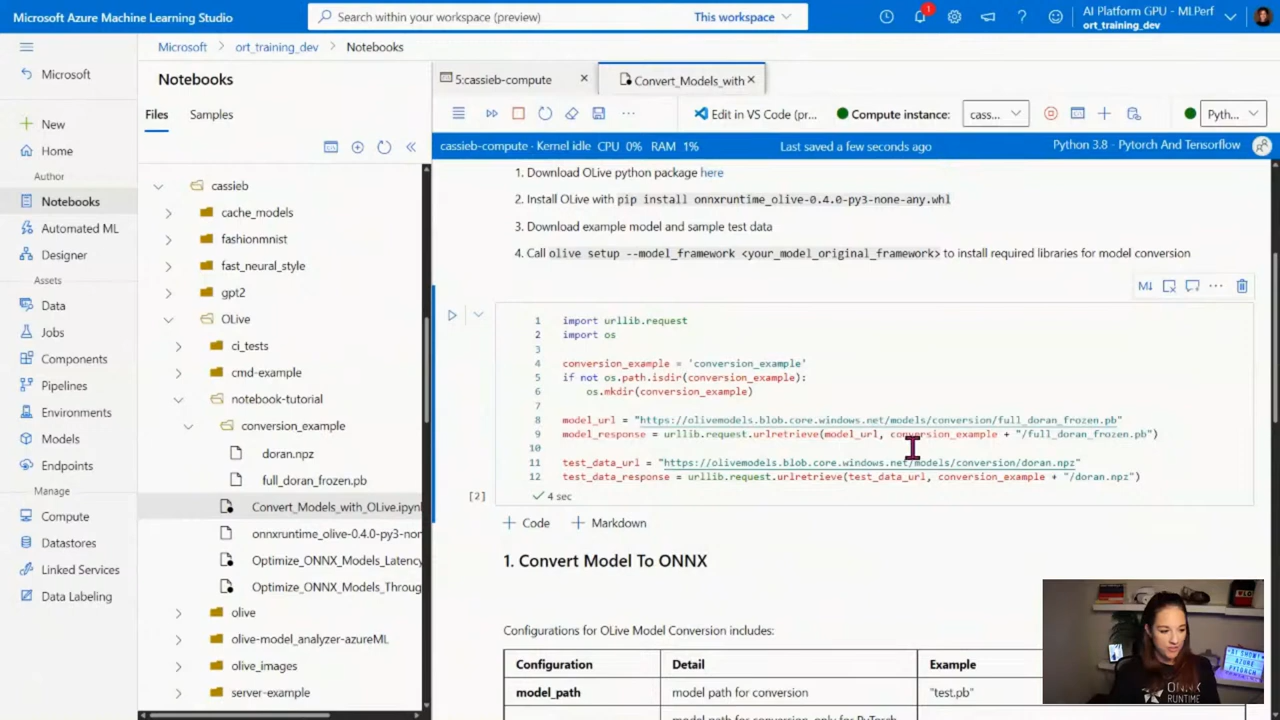 Microsoft Azure Machine Learning Studio
Search within your workspace (preview)
This workspace
1
AI Platform GPU - MLPerf
ort_training_dev
Microsoft > ort_training_dev > Notebooks
Microsoft
New
Home
Author
Notebooks
Automated ML
Designer
Assets
Data
Jobs
Components
Pipelines
Environments
Models
Endpoints
Manage
Compute
Datastores
Linked Services
Data Labeling
Notebooks
Files
Samples
cassieb
cache_models
fashionmnist
fast_neural_style
gpt2
OLive
ci_tests
cmd-example
notebook-tutorial
conversion_example
doran.npz
full_doran_frozen.pb
Convert_Models_with_OLive.ipynl
onnxruntime_olive-0.4.0-py3-nor
Optimize_ONNX_Models_Latency
Optimize_ONNX_Models_Throug
olive
olive-model_analyzer-azureML
olive_images
server-example
5:cassieb-compute
Convert_Models_with
Edit in VS Code (pr...
Compute instance:
cass...
Pyth...
cassieb-compute · Kernel idle CPU 0% RAM 1%
Last saved a few seconds ago
Python 3.8 - Pytorch And Tensorflow
1. Download OLive python package here
2. Install OLive with pip install onnxruntime_olive-0.4.0-py3-none-any.whl
3. Download example model and sample test data
4. Call olive setup --model_framework <your_model_original_framework> to install required libraries for model conversion
M↓
1 import urllib.request
2 import os
3
4 conversion_example = 'conversion_example'
5 if not os.path.isdir(conversion_example):
6 os.mkdir(conversion_example)
7
8 model_url = "https://olivemodels.blob.core.windows.net/models/conversion/full_doran_frozen.pb"
9 model_response = urllib.request.urlretrieve(model_url, conversion_example + "/full_doran_frozen.pb")
10
11 test_data_url = "https://olivemodels.blob.core.windows.net/models/conversion/doran.npz"
12 test_data_response = urllib.request.urlretrieve(test_data_url, conversion_example + "/doran.npz")
[2]
4 sec
Code
Markdown
1. Convert Model To ONNX
Configurations for OLive Model Conversion includes:
Configuration
Detail
Example
model_path
model path for conversion
"test.pb"
model path for conversion, only for PyTorch
ONNX
RUNTIME